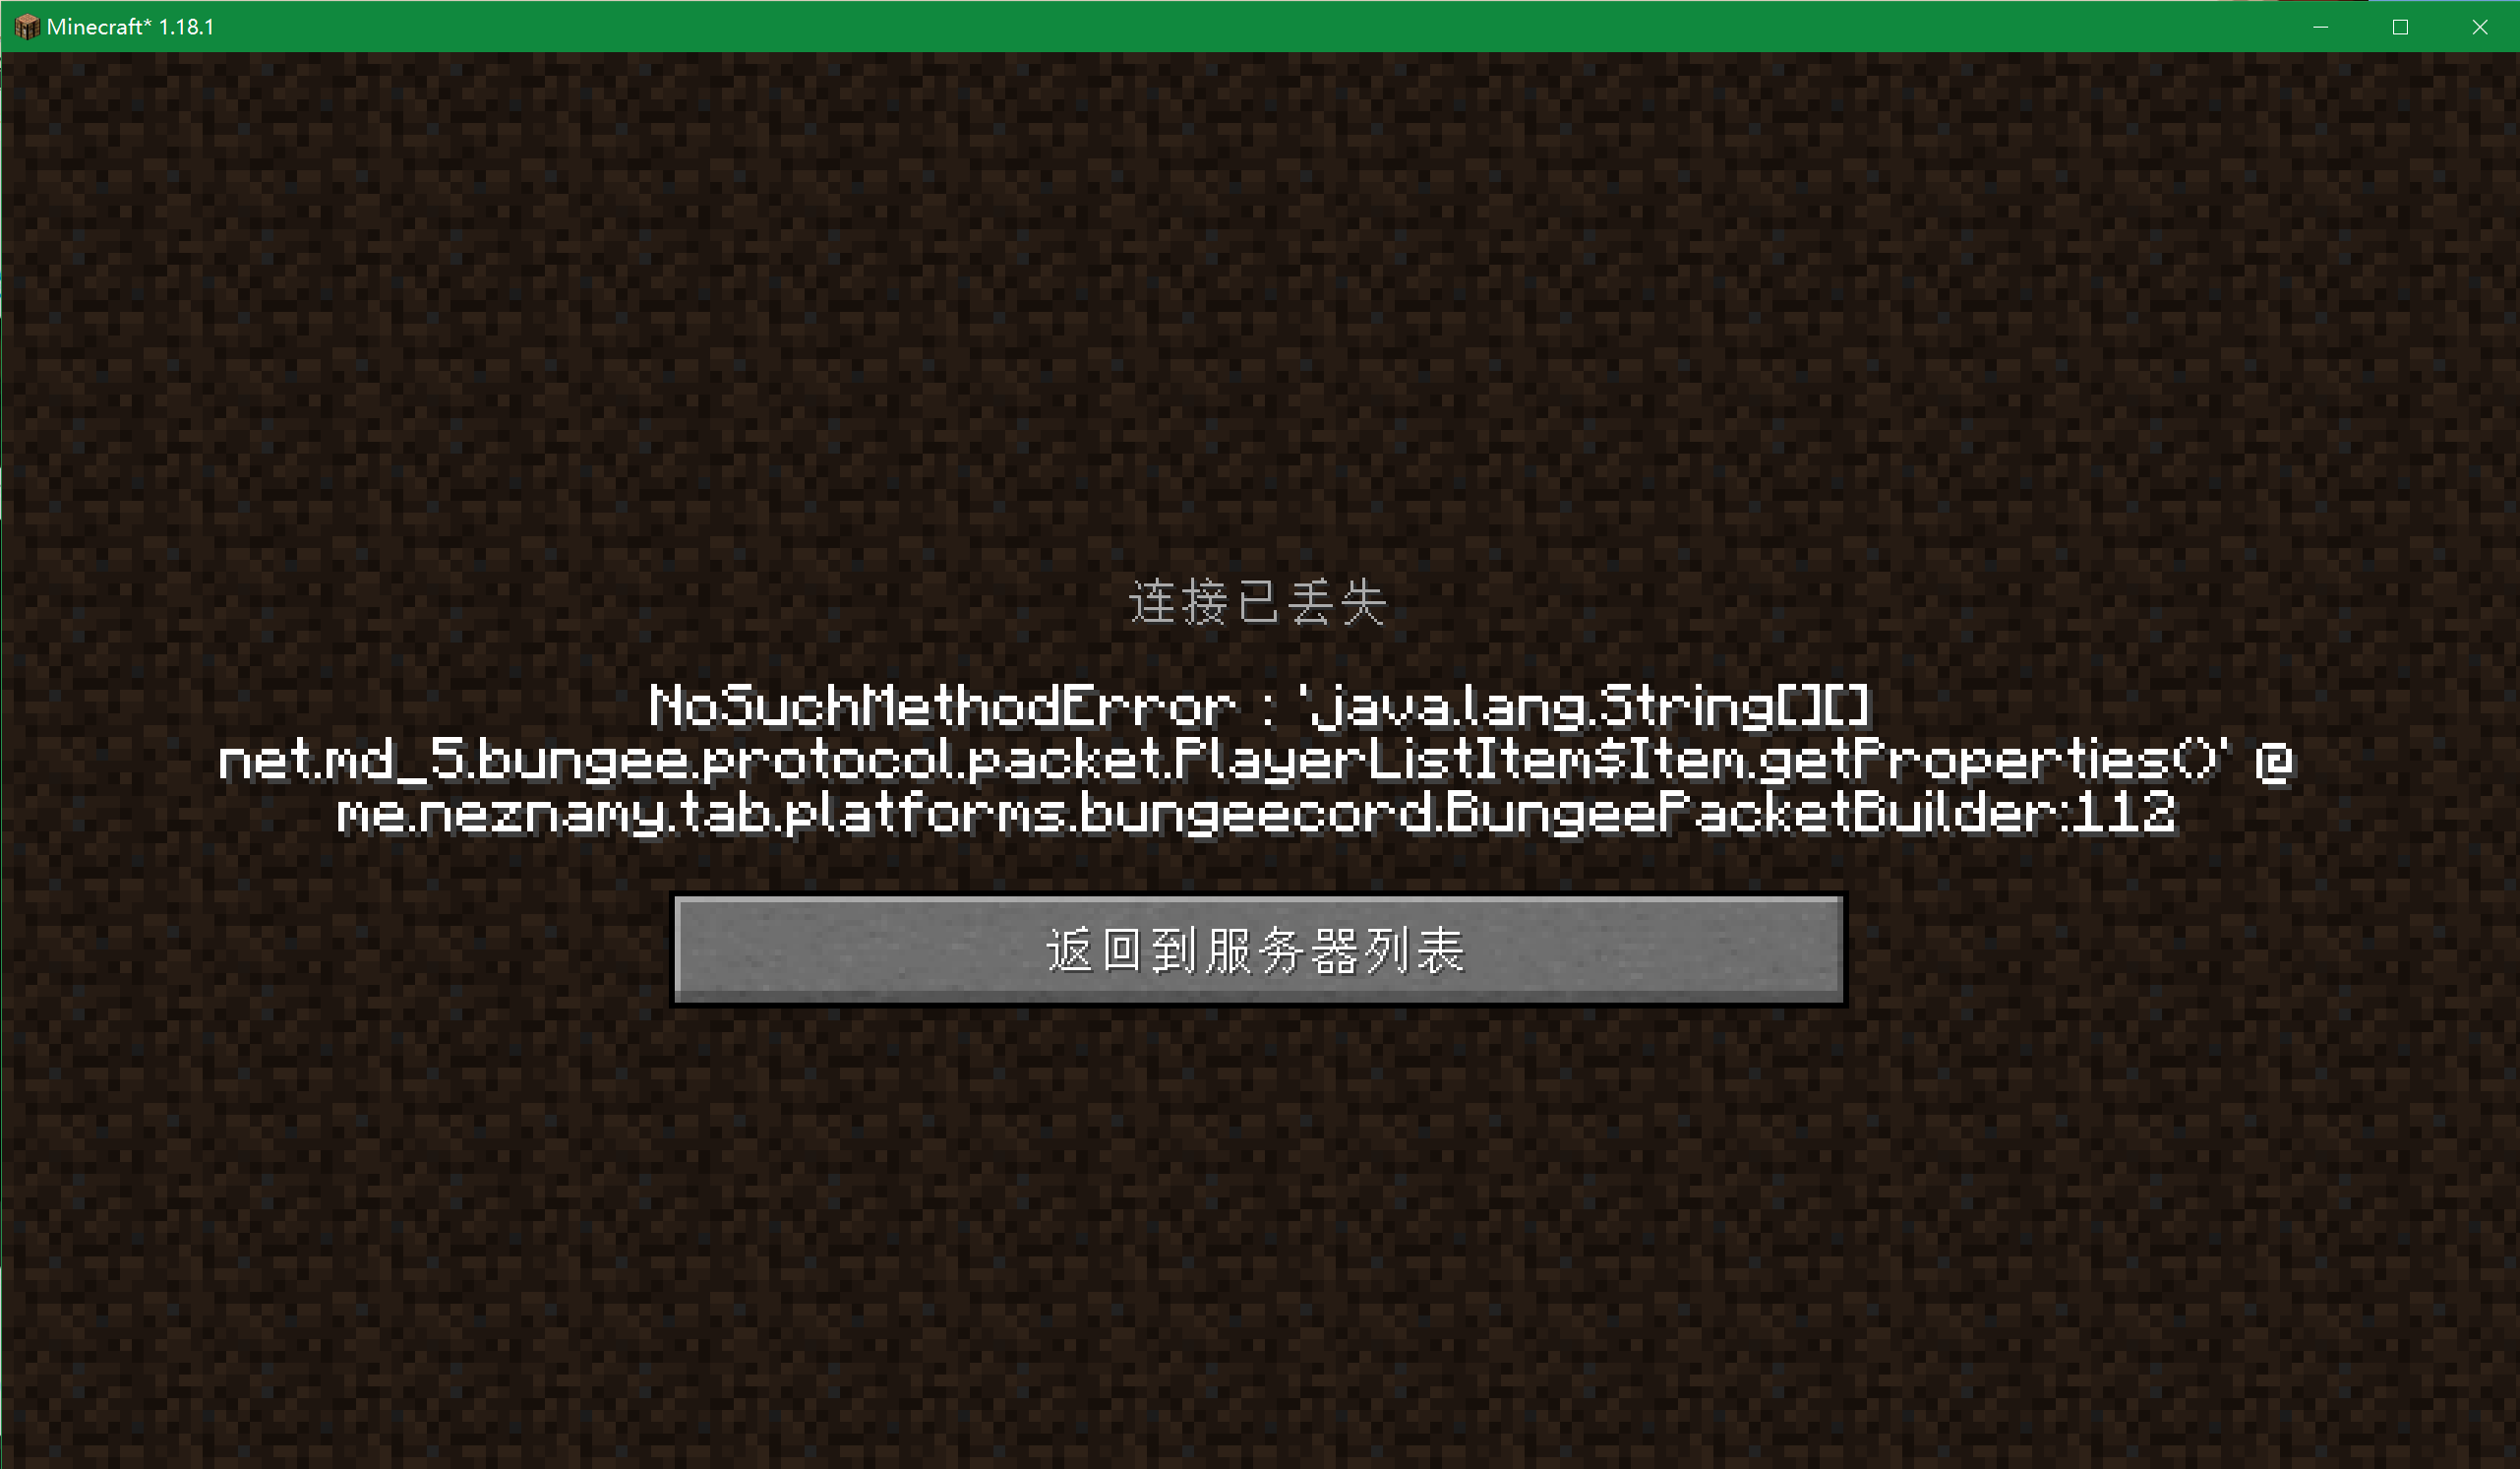 Minecraft* 1.18.1
连接已丢失
NoSuchMethodError : 'java.lang.String[][]
net.md_5.bungee.protocol.packet.PlayerListItem$Item.getProperties()' @
me.neznamy.tab.platforms.bungeecord.BungeePacketBuilder:112
返回到服务器列表